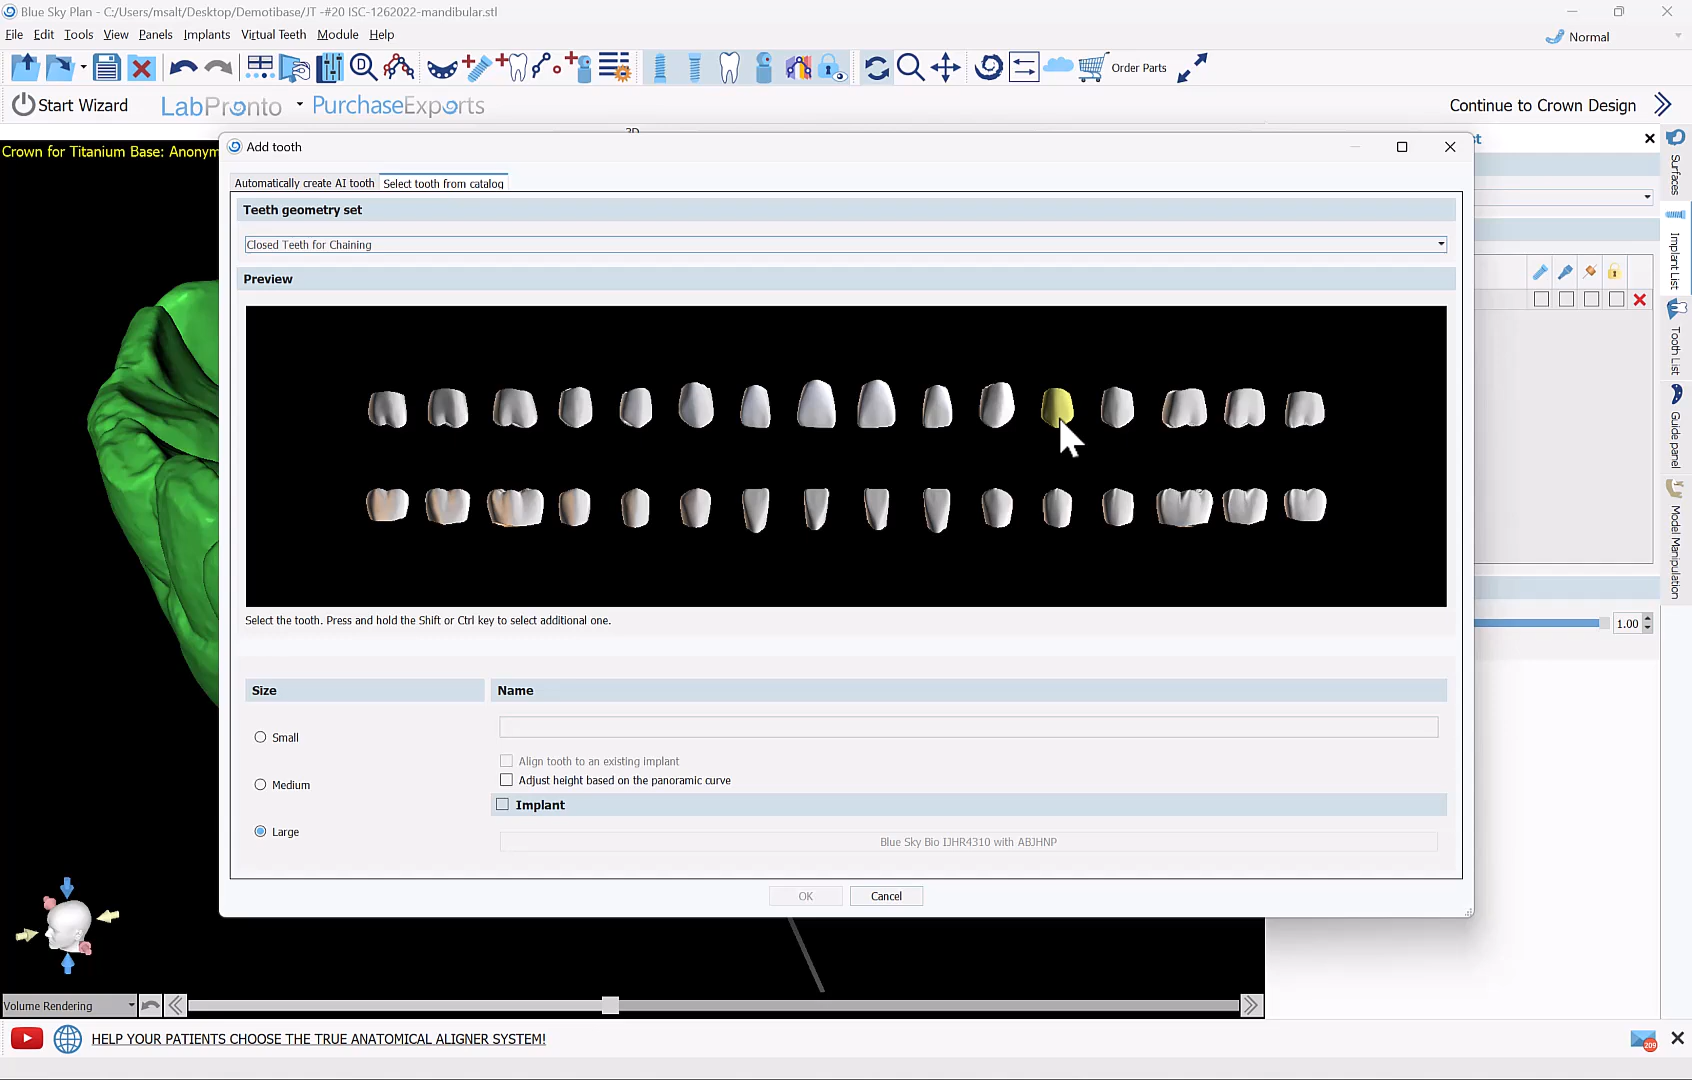 Blue Sky Plan - C:/Users/msalt/Desktop/Demotibase/JT -#20 ISC-1262022-mandibular.stl
File Edit Tools View Panels Implants Virtual Teeth Module Help
Normal
Order Parts
Start Wizard LabPronto PurchaseExports Continue to Crown Design
Crown for Titanium Base: Anonym
Add tooth
Automatically create AI tooth Select tooth from catalog
Teeth geometry set
Closed Teeth for Chaining
Preview
Select the tooth. Press and hold the Shift or Ctrl key to select additional one.
Size
Name
Small
Medium
Large
Align tooth to an existing implant
Adjust height based on the panoramic curve
Implant
Blue Sky Bio IJHR4310 with ABJHNP
OK Cancel
1.00
Surfaces
Implant List
Tooth List
Guide panel
Model Manipulation
Volume Rendering
HELP YOUR PATIENTS CHOOSE THE TRUE ANATOMICAL ALIGNER SYSTEM!
209